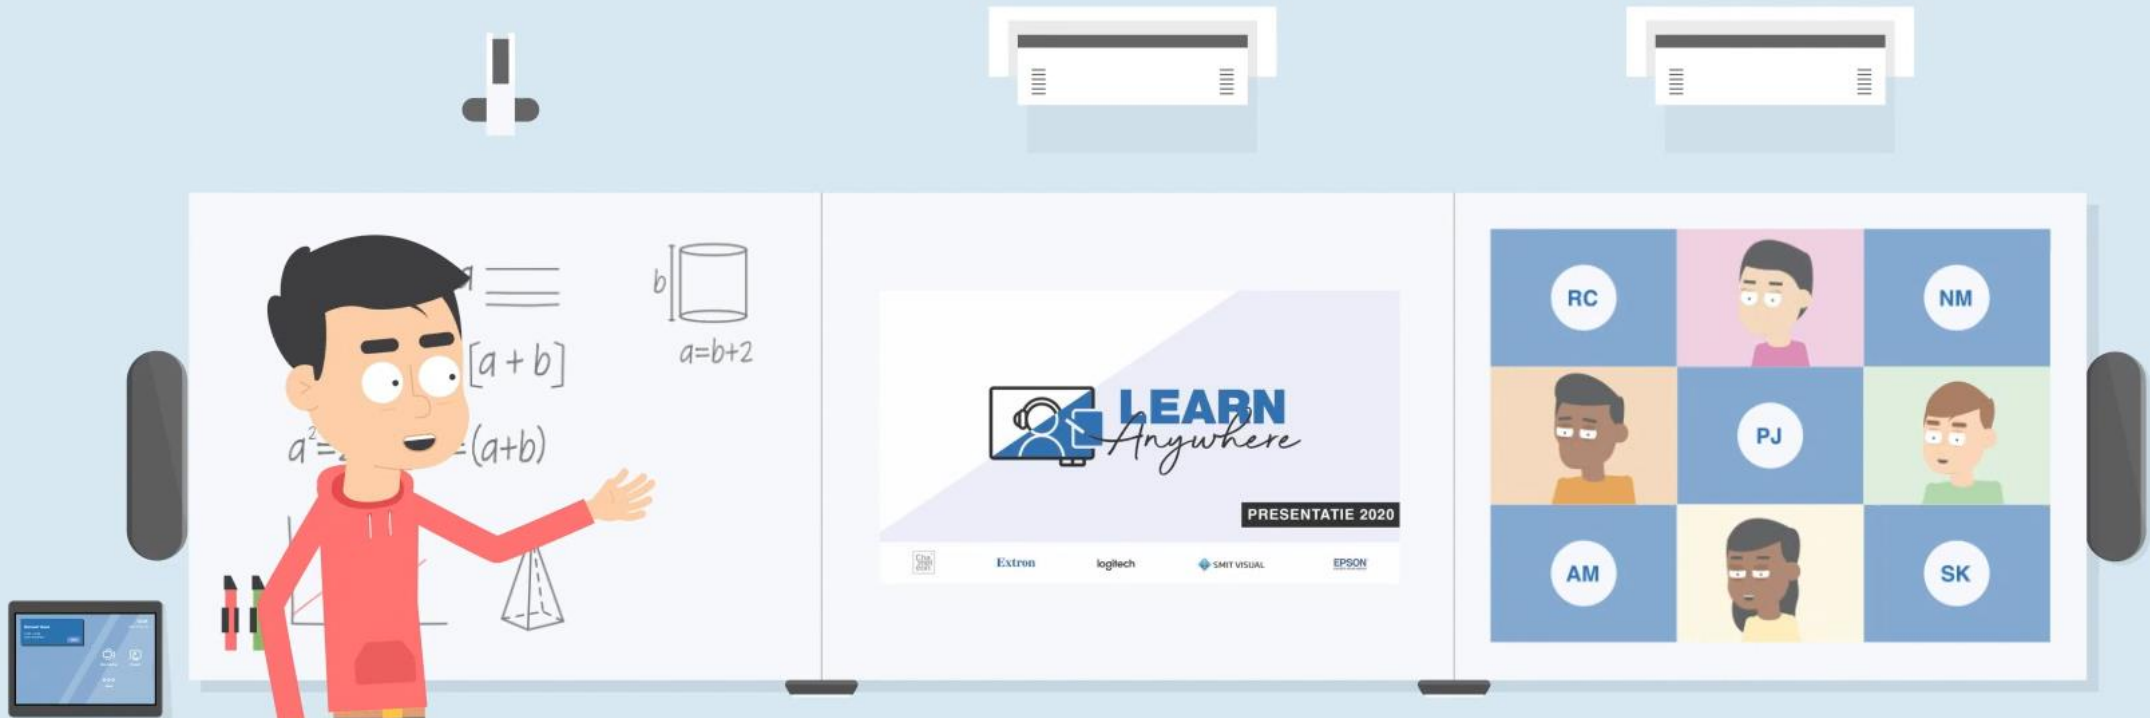 [a + b]
=(a+b)
b
a=b+2
LEARN
Anywhere
PRESENTATIE 2020
Extron
logitech
SMIT VISUAL
EPSON
RC
NM
PJ
AM
SK